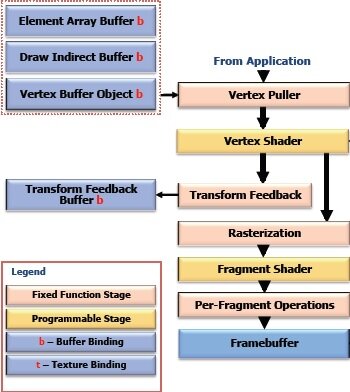 Element Array Buffer b
Draw Indirect Buffer b
Vertex Buffer Object b
From Application
Vertex Puller
Vertex Shader
Transform Feedback
Buffer b
Transform Feedback
Rasterization
Fragment Shader
Per-Fragment Operations
Framebuffer
Legend
Fixed Function Stage
Programmable Stage
b – Buffer Binding
t – Texture Binding